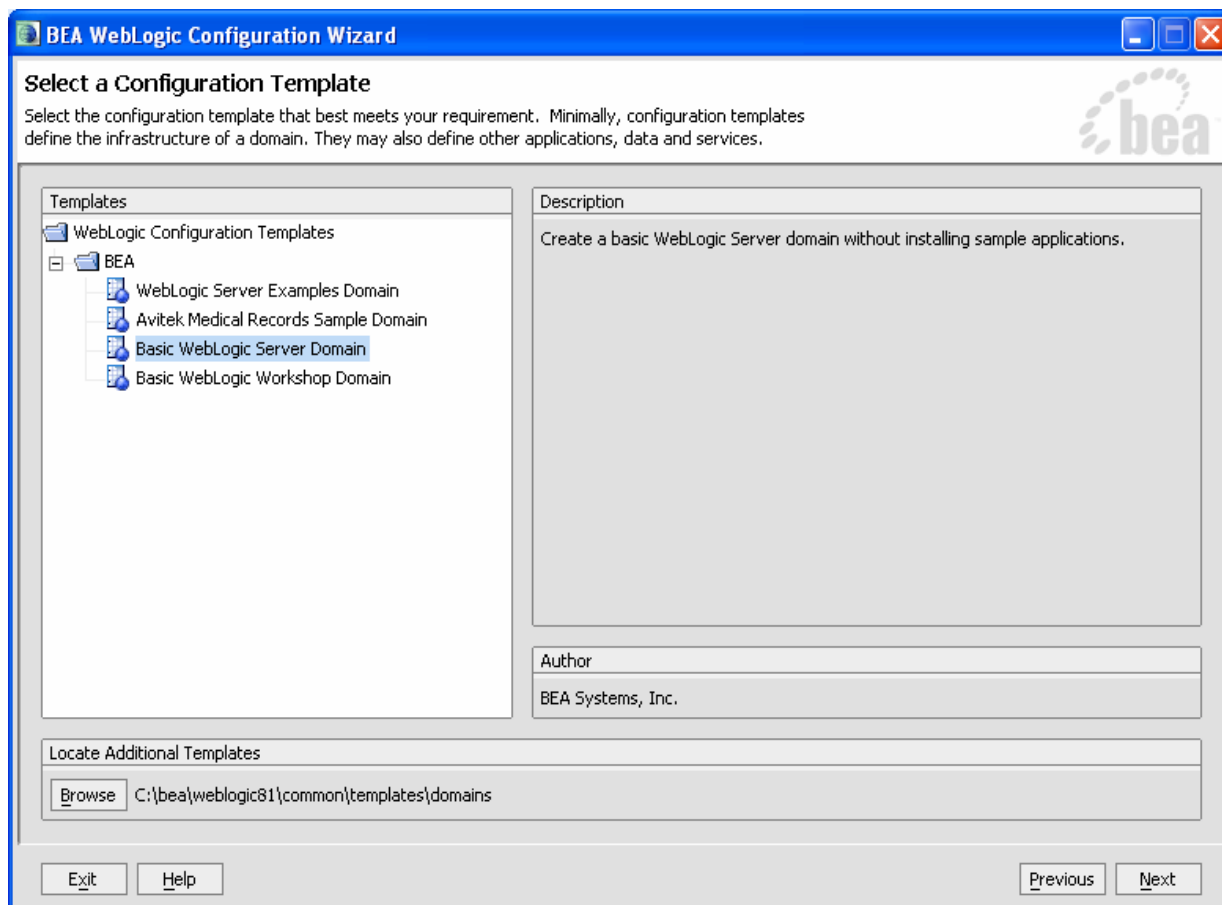 BEA WebLogic Configuration Wizard
Select a Configuration Template
Select the configuration template that best meets your requirement. Minimally, configuration templates
define the infrastructure of a domain. They may also define other applications, data and services.
bea
Templates
WebLogic Configuration Templates
BEA
WebLogic Server Examples Domain
Avitek Medical Records Sample Domain
Basic WebLogic Server Domain
Basic WebLogic Workshop Domain
Description
Create a basic WebLogic Server domain without installing sample applications.
Author
BEA Systems, Inc.
Locate Additional Templates
Browse C:\bea\weblogic81\common\templates\domains
Exit Help Previous Next